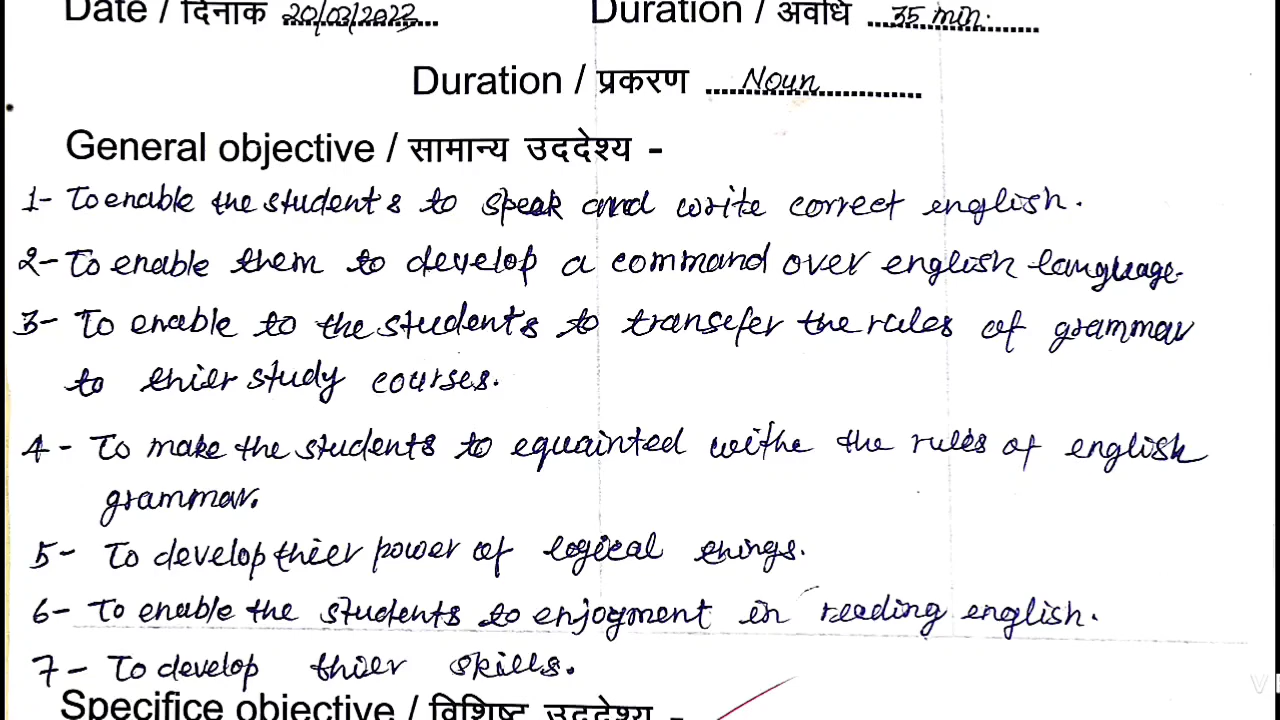 Date / दिनाक 20/03/2023 Duration / अवधि 35 min.
Duration / प्रकरण Noun
General objective / सामान्य उददेश्य -
1- To enable the students to speak and write correct english.
2- To enable them to develop a command over english language.
3- To enable to the students to transefer the rules of grammar
to thier study courses.
4 - To make the students to equainted withe the rules of english
grammar.
5- To develop thier power of logical things.
6- To enable the students to enjoyment in reeding english.
7- To develop thier skills.
Specifice objective / विशिष्ट उददेश्य -